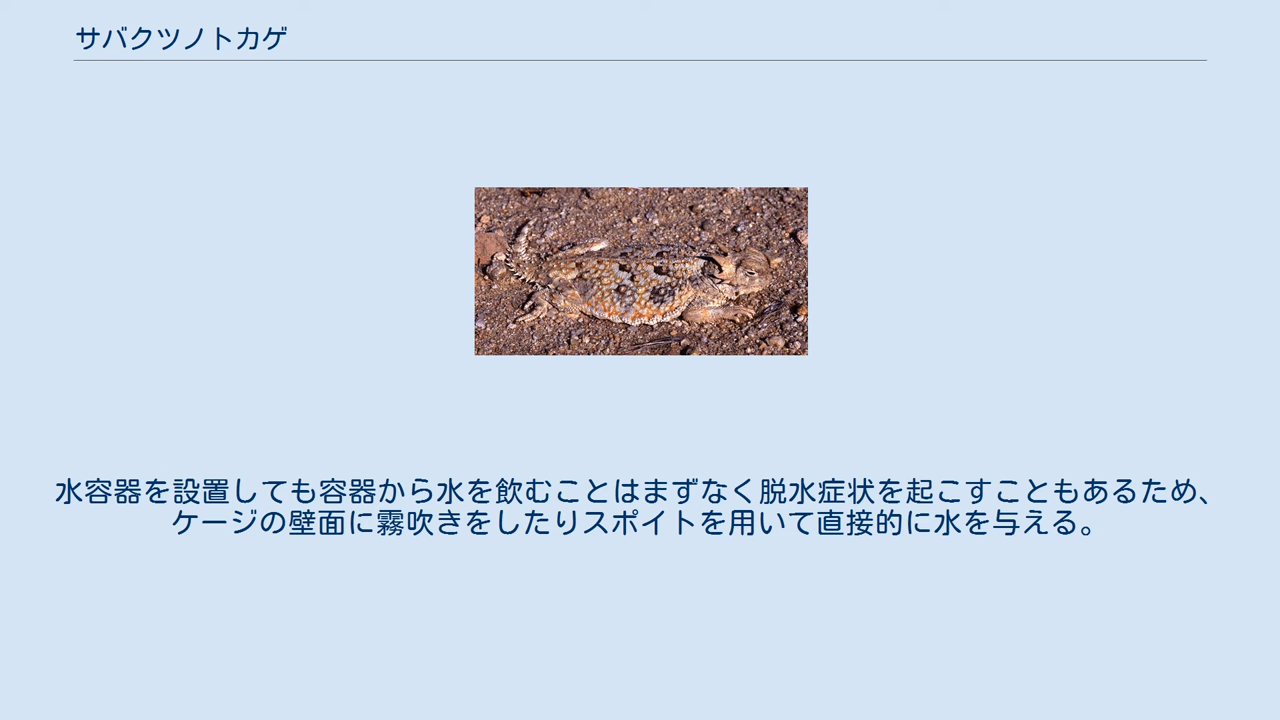 サバクツノトカゲ
水容器を設置しても容器から水を飲むことはまずなく脱水症状を起こすこともあるため、
ケージの壁面に霧吹きをしたりスポイトを用いて直接的に水を与える。